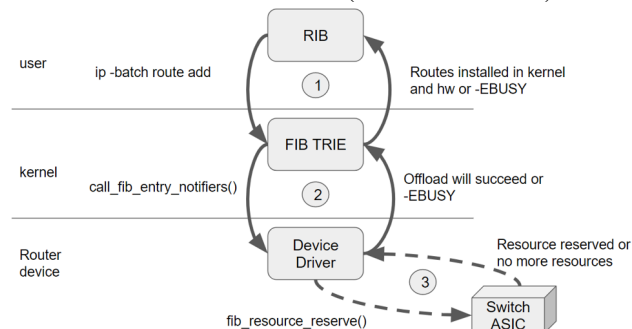 RIB
user
ip -batch route add
1
Routes installed in kernel
and hw or -EBUSY
FIB TRIE
kernel
call_fib_entry_notifiers()
2
Offload will succeed or
-EBUSY
Router
device
Device
Driver
3
Resource reserved or
no more resources
fib_resource_reserve()
Switch
ASIC